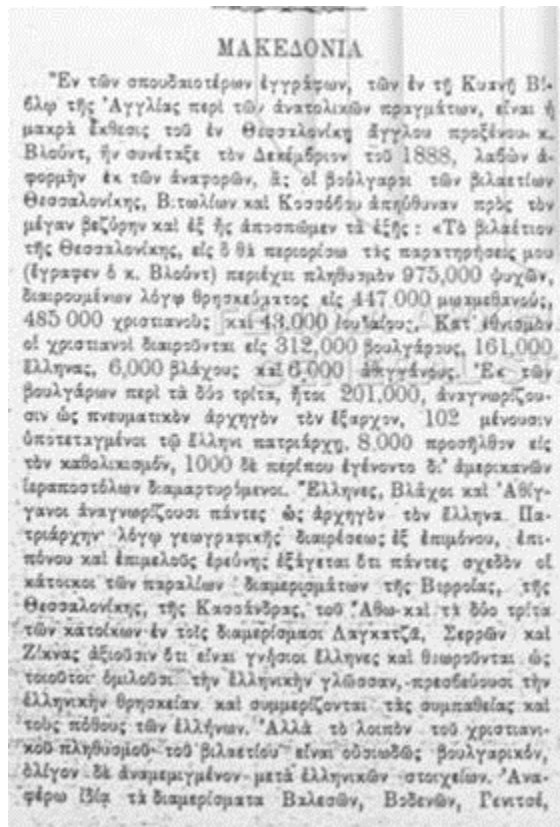 ΜΑΚΕΔΟΝΙΑ
Ἓν τῶν σπουδαιοτέρων ἐγγράφων, τῶν ἐν τῇ Κυανῇ Βί-
βλῳ τῆς Ἀγγλίας περὶ τῶν ἀνατολικῶν πραγμάτων, εἶναι ἡ
μακρὰ ἔκθεσις τοῦ ἐν Θεσσαλονίκῃ ἄγγλου προξένου κ.
Βλούντ, ἣν συνέταξε τὸν Δεκέμβριον τοῦ 1888, λαβὼν ἀ-
φορμὴν ἐκ τῶν ἀναφορῶν, ἃς οἱ βούλγαροι τῶν βιλαετίων
Θεσσαλονίκης, Βιτωλίων καὶ Κοσσόβου ἀπηύθυναν πρὸς τὸν
μέγαν βεζύρην καὶ ἐξ ἧς ἀποσπῶμεν τὰ ἑξῆς : «Τὸ βιλαέτιον
τῆς Θεσσαλονίκης, εἰς ὃ θὰ περιορίσω τὰς παρατηρήσεις μου
(ἔγραφεν ὁ κ. Βλούντ) περιέχει πληθυσμὸν 975,000 ψυχῶν,
διαιρουμένων λόγῳ θρησκεύματος εἰς 447.000 μωαμεθανούς,
485 000 χριστιανοὺς καὶ 43.000 ἰουδαίους. Κατ' ἐθνισμὸν
οἱ χριστιανοὶ διαιροῦνται εἰς 312,000 βουλγάρους, 161,000
ἕλληνας, 6,000 βλάχους καὶ 6.000 ἀθιγγάνους. Ἐκ τῶν
βουλγάρων περὶ τὰ δύο τρίτα, ἤτοι 201,000, ἀναγνωρίζου-
σιν ὡς πνευματικὸν ἀρχηγὸν τὸν ἔξαρχον, 102 μένουσιν
ὑποτεταγμένοι τῷ ἕλληνι πατριάρχῃ, 8.000 προσῆλθον εἰς
τὸν καθολικισμόν, 1000 δὲ περίπου ἐγένοντο δι' ἀμερικανῶν
ἱεραποστόλων διαμαρτυρόμενοι. Ἕλληνες, Βλάχοι καὶ Ἀθίγ-
γανοι ἀναγνωρίζουσι πάντες ὡς ἀρχηγὸν τὸν ἕλληνα Πα-
τριάρχην λόγῳ γεωγραφικῆς διαιρέσεως ἐξ ἐπιμόνου, ἐπι-
πόνου καὶ ἐπιμελοῦς ἐρεύνης ἐξάγεται ὅτι πάντες σχεδὸν οἱ
κάτοικοι τῶν παραλίων διαμερισμάτων τῆς Βιρροίας, τῆς
Θεσσαλονίκης, τῆς Κασσάνδρας, τοῦ Ἄθω καὶ τὰ δύο τρίτα
τῶν κατοίκων ἐν τοῖς διαμερίσμασι Λαγκατζᾶ, Σερρῶν καὶ
Ζίχνας ἀξιοῦσιν ὅτι εἶναι γνήσιοι ἕλληνες καὶ θεωροῦνται ὡς
τοιοῦτοι ὁμιλοῦσι τὴν ἑλληνικὴν γλῶσσαν, πρεσβεύουσι τὴν
ἑλληνικὴν θρησκείαν καὶ συμμερίζονται τὰς συμπαθείας καὶ
τοὺς πόθους τῶν ἑλλήνων. Ἀλλὰ τὸ λοιπὸν τοῦ χριστιανι-
κοῦ πληθυσμοῦ τοῦ βιλαετίου εἶναι οὐσιωδῶς βουλγαρικόν,
ὀλίγον δὲ ἀναμεμιγμένον μετὰ ἑλληνικῶν στοιχείων. Ἀνα-
φέρω ἰδίᾳ τὰ διαμερίσματα Βαλεσῶν, Βοδενῶν, Γενιτσέ,